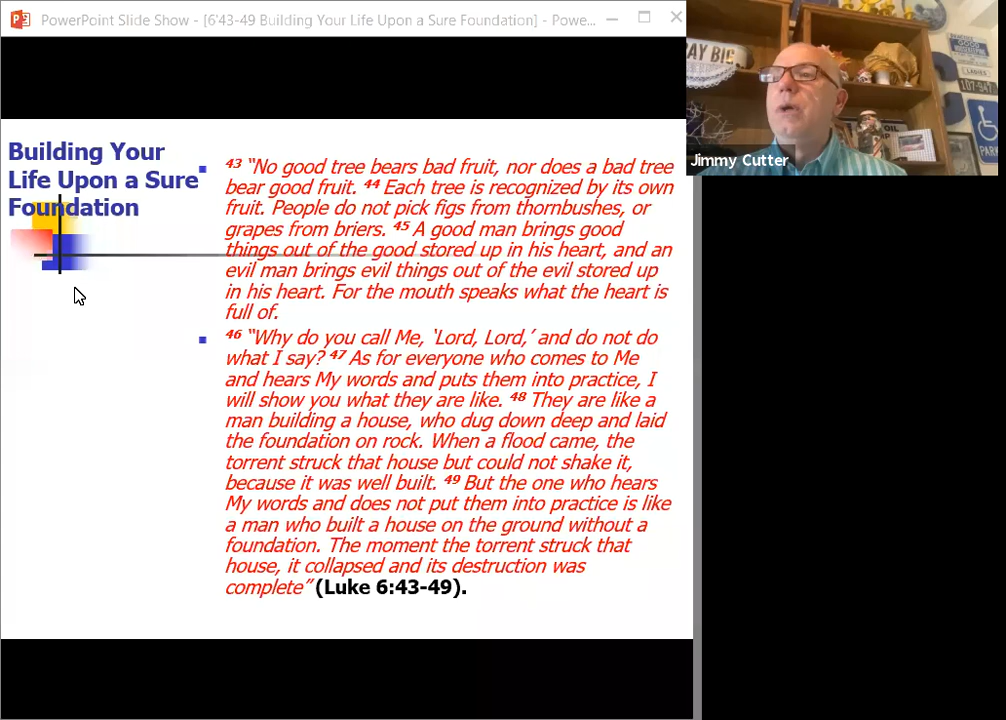 PowerPoint Slide Show - [6'43-49 Building Your Life Upon a Sure Foundation] - Powe...
Building Your
Life Upon a Sure
Foundation
43 "No good tree bears bad fruit, nor does a bad tree
bear good fruit. 44 Each tree is recognized by its own
fruit. People do not pick figs from thornbushes, or
grapes from briers. 45 A good man brings good
things out of the good stored up in his heart, and an
evil man brings evil things out of the evil stored up
in his heart. For the mouth speaks what the heart is
full of.
46 "Why do you call Me, 'Lord, Lord,' and do not do
what I say? 47 As for everyone who comes to Me
and hears My words and puts them into practice, I
will show you what they are like. 48 They are like a
man building a house, who dug down deep and laid
the foundation on rock. When a flood came, the
torrent struck that house but could not shake it,
because it was well built. 49 But the one who hears
My words and does not put them into practice is like
a man who built a house on the ground without a
foundation. The moment the torrent struck that
house, it collapsed and its destruction was
complete" (Luke 6:43-49).
BIG
GOOD
HOUSEKEEPING
LADIES
OIL
PARK
Jimmy Cutter